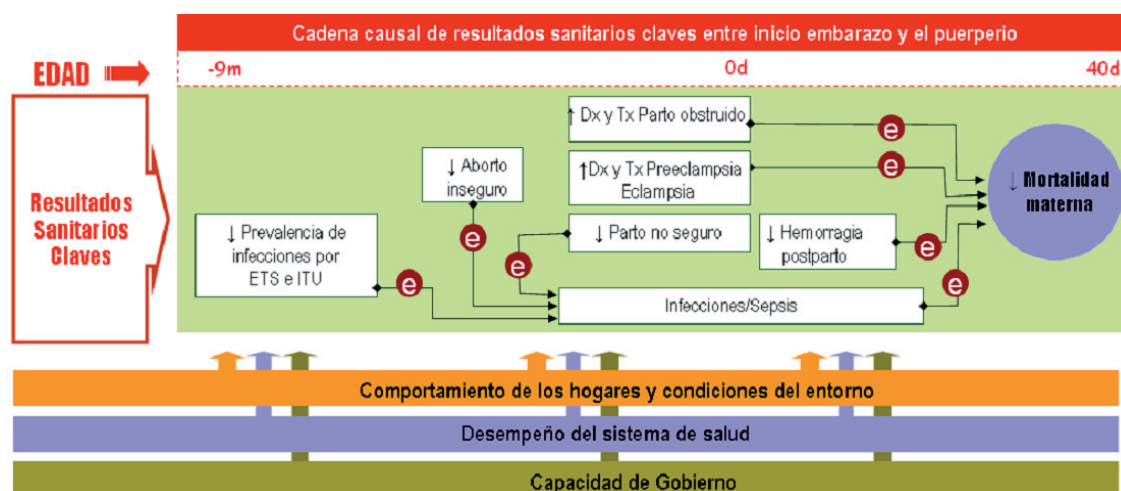 Cadena causal de resultados sanitarios claves entre inicio embarazo y el puerperio
EDAD
-9m
0d
40d
Resultados
Sanitarios
Claves
↑ Dx y Tx Parto obstruido
e
↓ Aborto
inseguro
↑Dx y Tx Preeclampsia
Eclampsia
e
↓ Mortalidad
materna
↓ Prevalencia de
infecciones por
ETS e ITU
e
e
↓ Parto no seguro
e
↓ Hemorragia
postparto
e
e
Infecciones/Sepsis
Comportamiento de los hogares y condiciones del entorno
Desempeño del sistema de salud
Capacidad de Gobierno